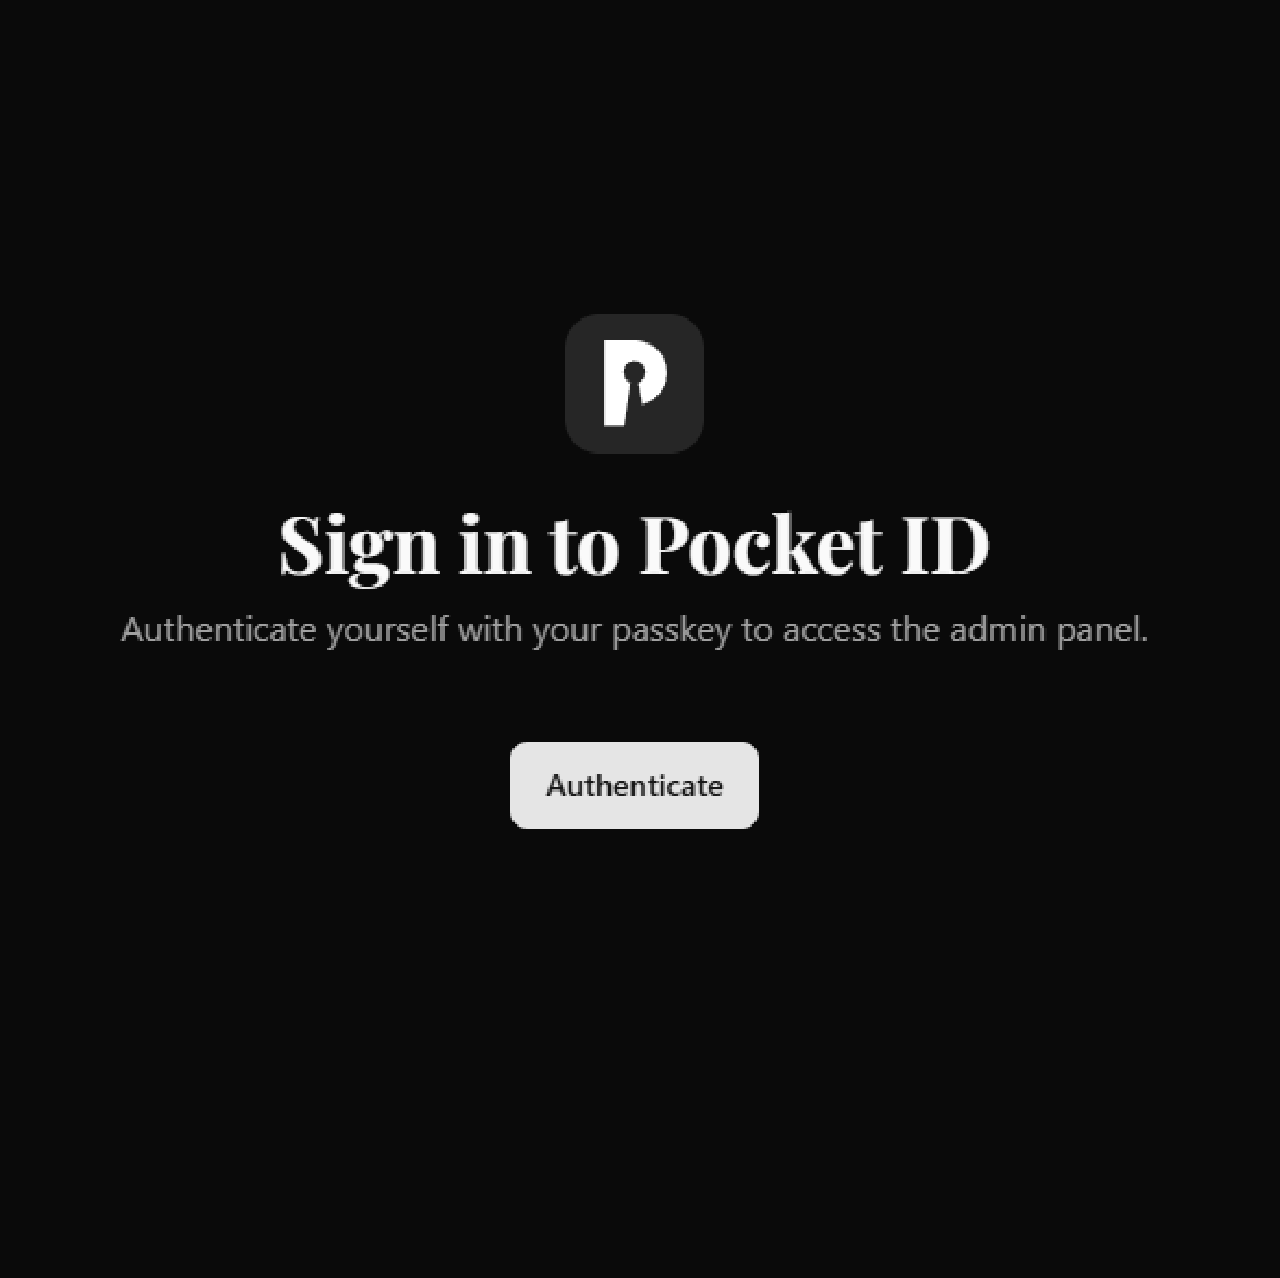 Sign in to Pocket ID
Authenticate yourself with your passkey to access the admin panel.
Authenticate